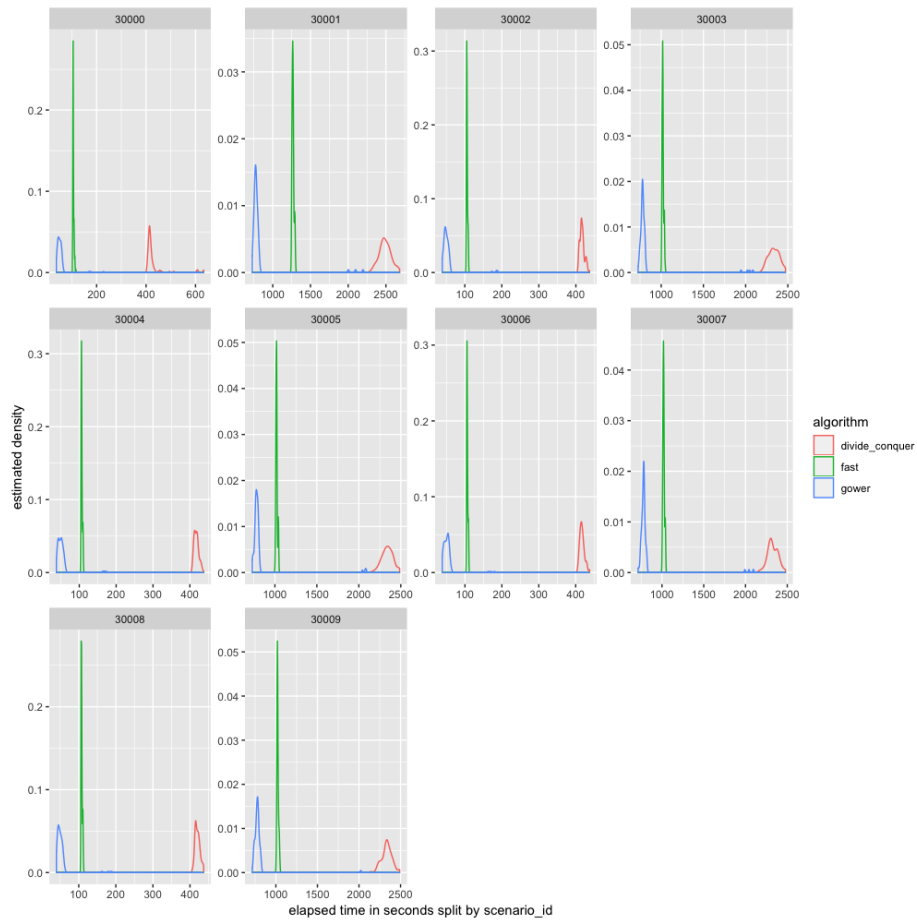 30000 30001 30002 30003
0.2
0.1
0.0
200 400 600
0.03
0.02
0.01
0.00
1000 1500 2000 2500
0.3
0.2
0.1
0.0
100 200 300 400
0.05
0.04
0.03
0.02
0.01
0.00
1000 1500 2000 2500
30004 30005 30006 30007
0.3
0.2
0.1
0.0
100 200 300 400
0.05
0.04
0.03
0.02
0.01
0.00
1000 1500 2000 2500
0.3
0.2
0.1
0.0
100 200 300 400
0.04
0.03
0.02
0.01
0.00
1000 1500 2000 2500
30008 30009
0.2
0.1
0.0
100 200 300 400
0.05
0.04
0.03
0.02
0.01
0.00
1000 1500 2000 2500
estimated density
elapsed time in seconds split by scenario_id
algorithm
divide_conquer
fast
gower